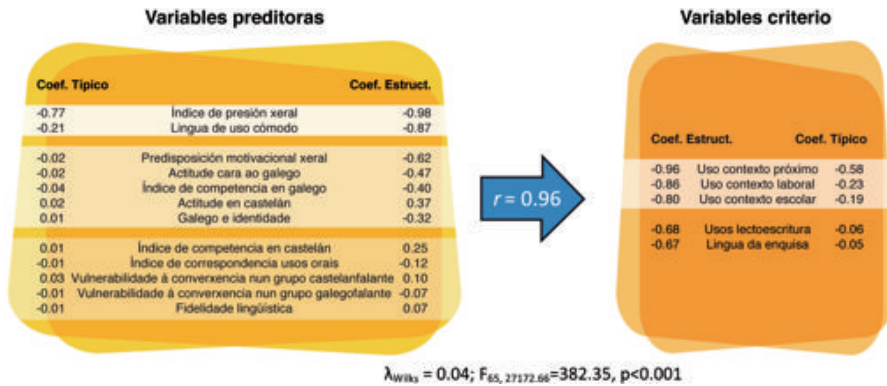 Variables preditoras
Coef. Típico Coef. Estruct.
-0.77 Índice de presión xeral -0.98
-0.21 Lingua de uso cómodo -0.87
-0.02 Predisposición motivacional xeral -0.62
-0.02 Actitude cara ao galego -0.47
-0.04 Índice de competencia en galego -0.40
0.02 Actitude en castelán 0.37
0.01 Galego e identidade -0.32
0.01 Índice de competencia en castelán 0.25
-0.01 Índice de correspondencia usos orais -0.12
0.03 Vulnerabilidade á converxencia nun grupo castelanfalante 0.10
-0.01 Vulnerabilidade á converxencia nun grupo galegofalante -0.07
-0.01 Fidelidade lingüística 0.07
r = 0.96
Variables criterio
Coef. Estruct. Coef. Típico
-0.96 Uso contexto próximo -0.58
-0.86 Uso contexto laboral -0.23
-0.80 Uso contexto escolar -0.19
-0.68 Usos lectoescritura -0.06
-0.67 Lingua da enquisa -0.05
λWilks = 0.04; F65, 27172.66=382.35, p<0.001